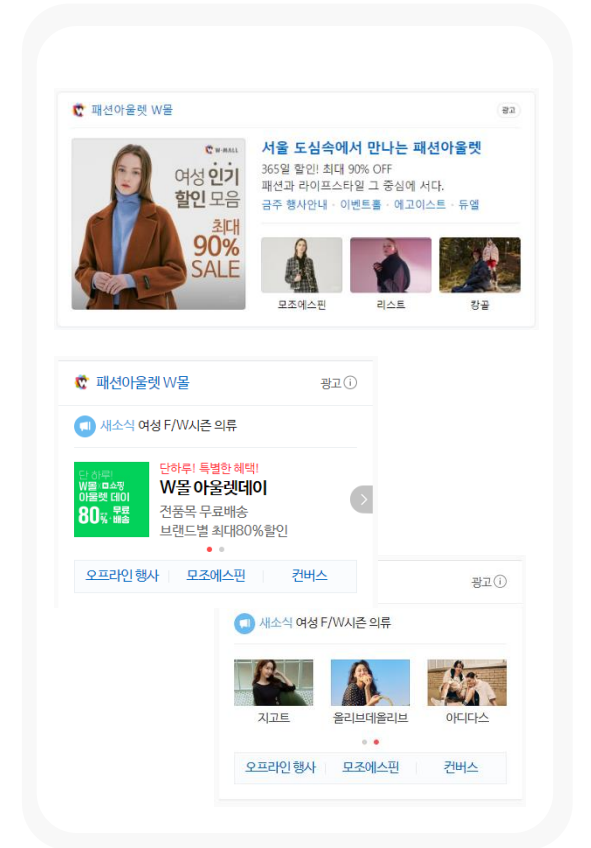 패션아울렛 W몰
광고
W·MALL
여성 인기
할인 모음
최대
90%
SALE
서울 도심속에서 만나는 패션아울렛
365일 할인! 최대 90% OFF
패션과 라이프스타일 그 중심에 서다.
금주 행사안내 · 이벤트홀 · 에고이스트 · 듀엘
모조에스핀
리스트
캉골
패션아울렛 W몰
광고
새소식 여성 F/W시즌 의류
단 하루!
W몰 쇼핑
아울렛 데이
80% 무료
배송
단하루! 특별한 혜택!
W몰 아울렛데이
전품목 무료배송
브랜드별 최대80%할인
오프라인 행사
모조에스핀
컨버스
광고
새소식 여성 F/W시즌 의류
지고트
올리브데올리브
아디다스
오프라인 행사
모조에스핀
컨버스